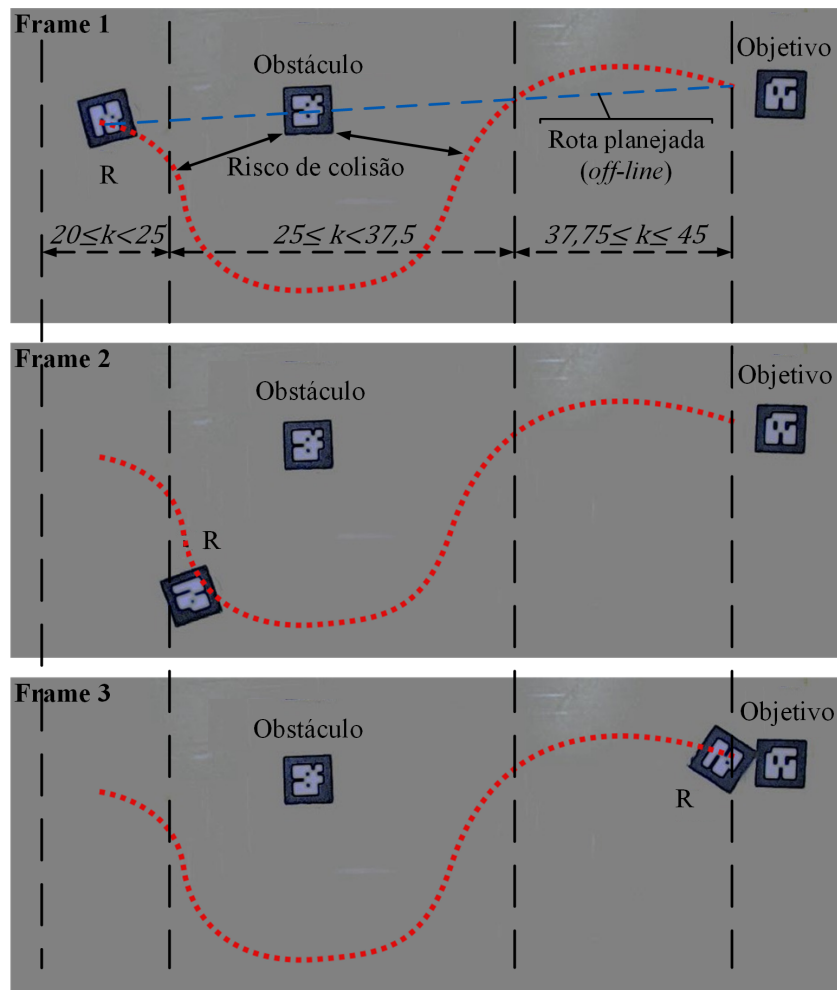 Frame 1
Objetivo
Obstáculo
R
Risco de colisão
Rota planejada
(off-line)
20≤k<25
25≤ k<37,5
37,75≤ k≤ 45
Frame 2
Objetivo
Obstáculo
R
Frame 3
Objetivo
Obstáculo
R